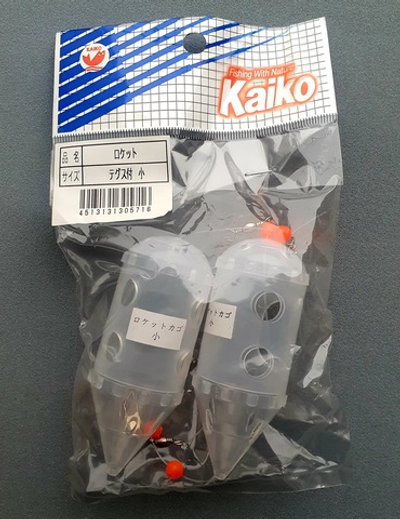 KAIKO
Fishing With Nature
Kaiko
品名 ロケット
サイズ テグス付 小
4513131305716
ロケットカゴ
小
ケットカゴ
小